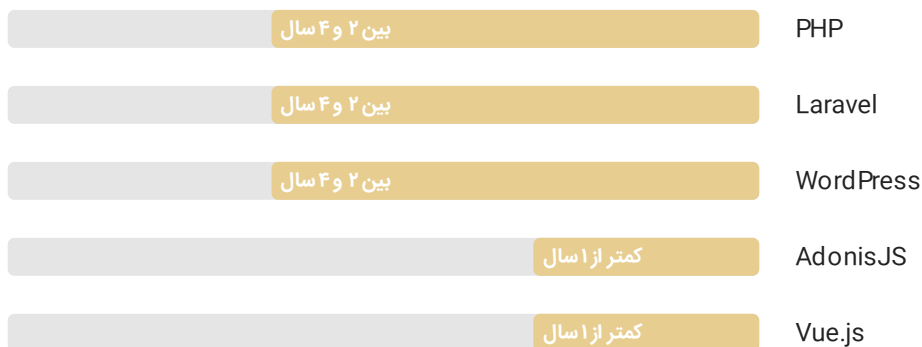 PHP بین ۲ و ۴ سال
Laravel بین ۲ و ۴ سال
WordPress بین ۲ و ۴ سال
AdonisJS کمتر از ۱ سال
Vue.js کمتر از ۱ سال